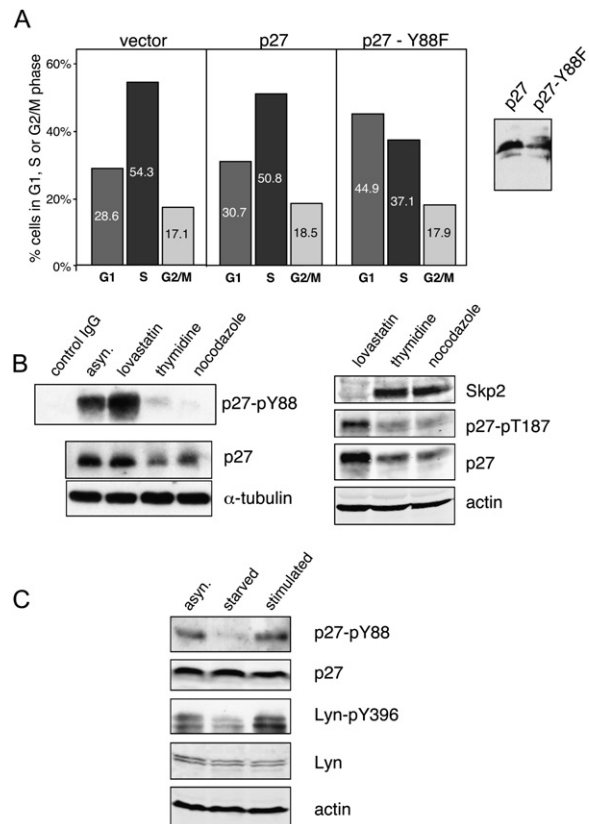 A
vector p27 p27 - Y88F
% cells in G1, S or G2/M phase
60%
40%
20%
0%
28.6 54.3 17.1 30.7 50.8 18.5 44.9 37.1 17.9
G1 S G2/M G1 S G2/M G1 S G2/M
p27 p27-Y88F
B
control IgG asyn. lovastatin thymidine nocodazole
p27-pY88
p27
α-tubulin
lovastatin thymidine nocodazole
Skp2
p27-pT187
p27
actin
C
asyn. starved stimulated
p27-pY88
p27
Lyn-pY396
Lyn
actin